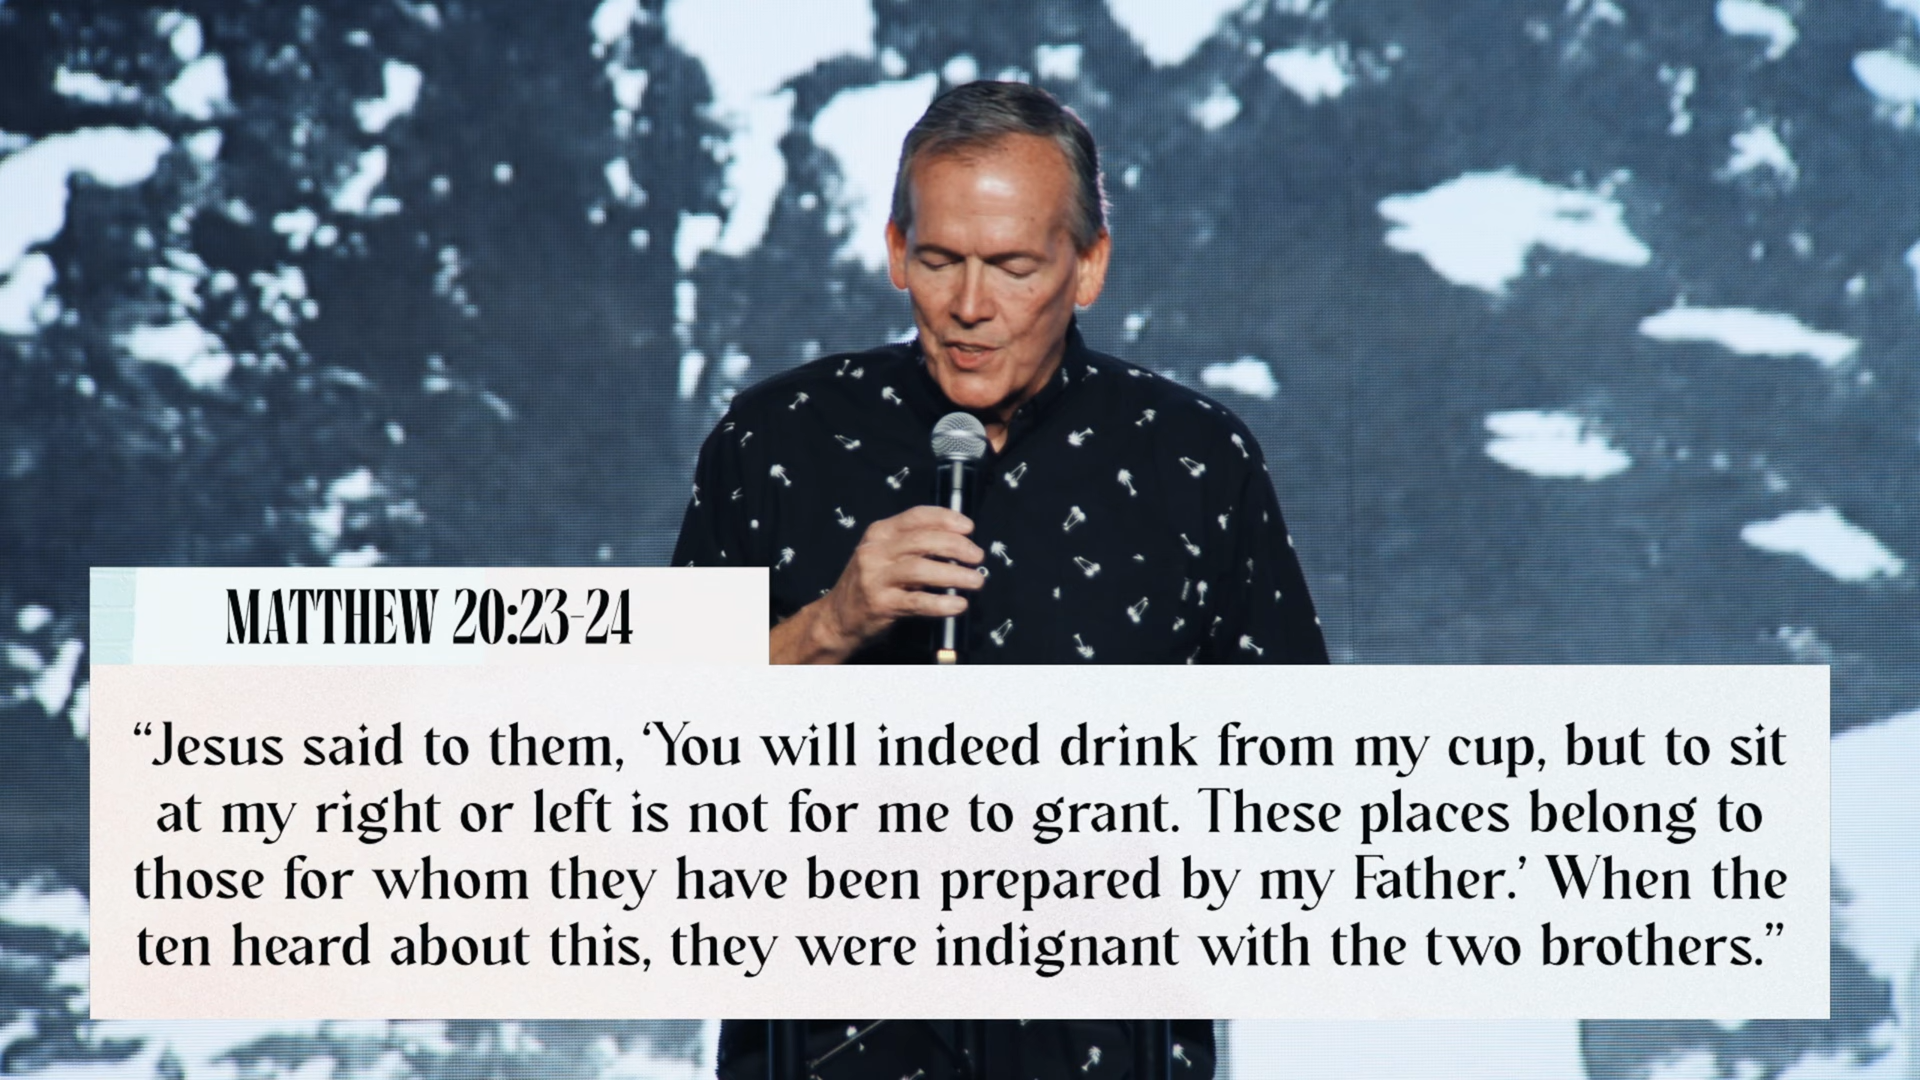 MATTHEW 20:23-24
“Jesus said to them, ‘You will indeed drink from my cup, but to sit
at my right or left is not for me to grant. These places belong to
those for whom they have been prepared by my Father.’ When the
ten heard about this, they were indignant with the two brothers.”